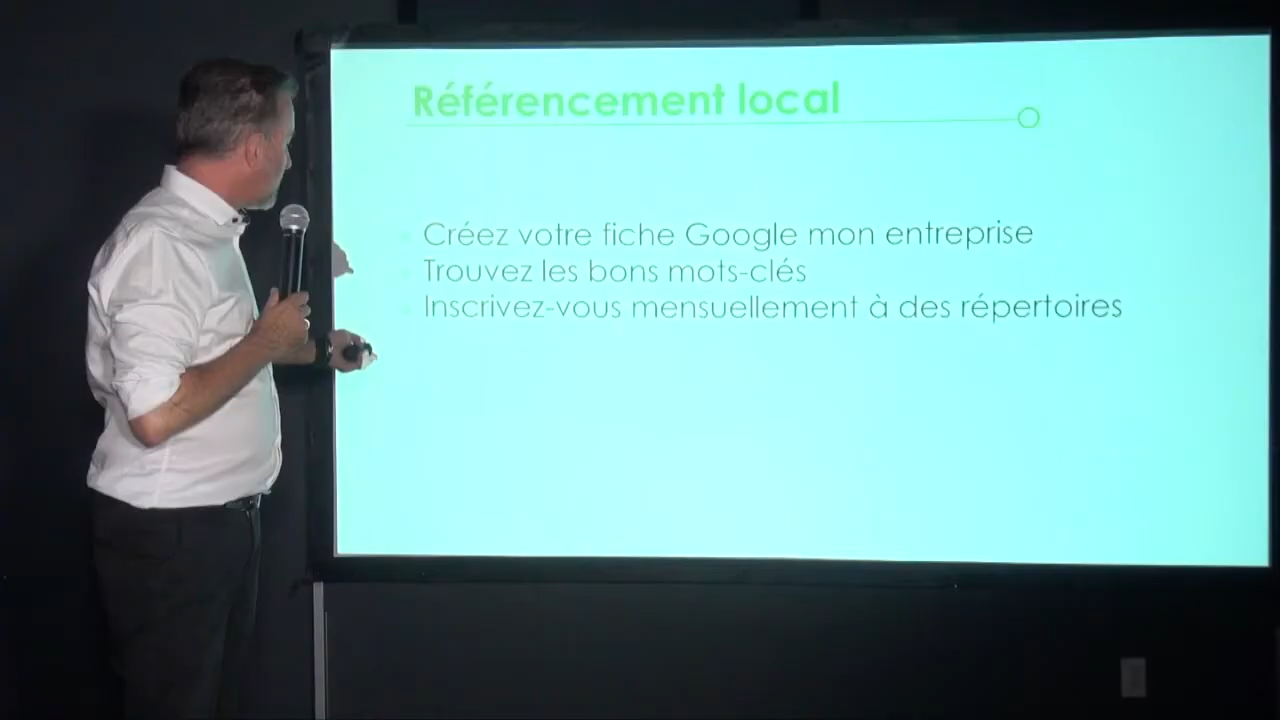 Référencement local
Créez votre fiche Google mon entreprise
Trouvez les bons mots-clés
Inscrivez-vous mensuellement à des répertoires